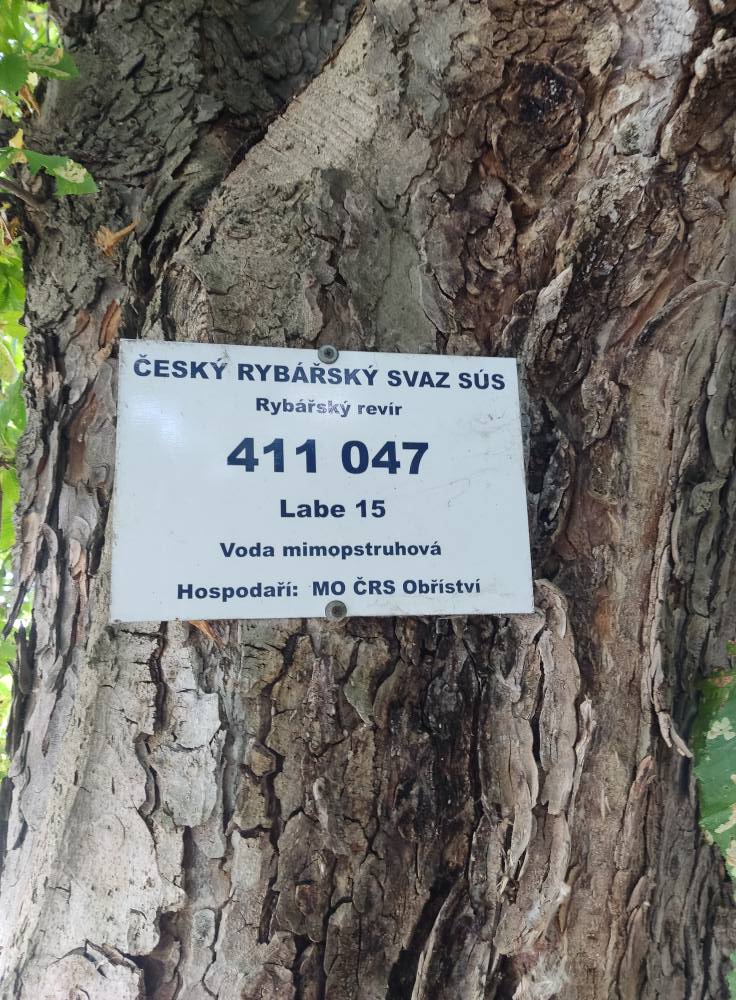 ČESKÝ RYBÁŘSKÝ SVAZ SÚS
Rybářský revír
411 047
Labe 15
Voda mimopstruhová
Hospodaří: MO ČRS Obříství